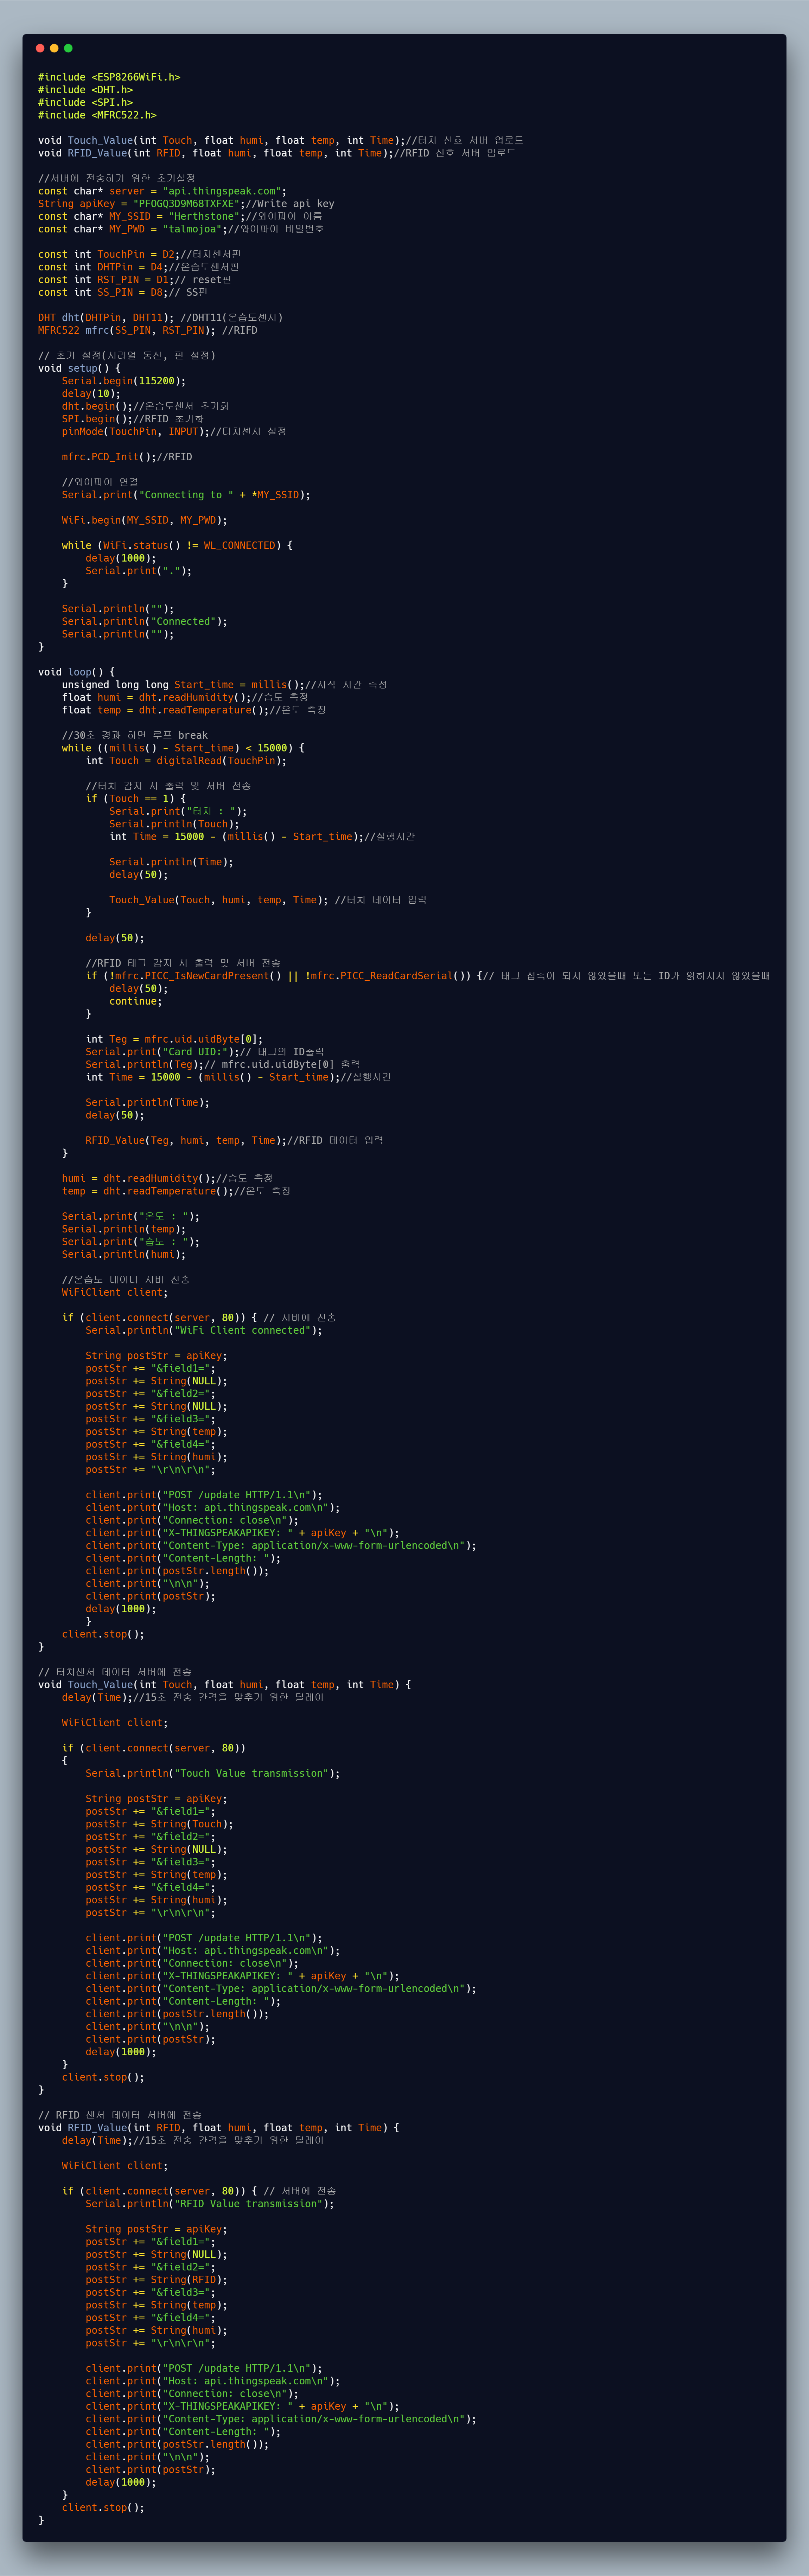 #include <ESP8266WiFi.h>
#include <DHT.h>
#include <SPI.h>
#include <MFRC522.h>

void Touch_Value(int Touch, float humi, float temp, int Time);//터치 신호 서버 업로드
void RFID_Value(int RFID, float humi, float temp, int Time);//RFID 신호 서버 업로드

//서버에 전송하기 위한 초기설정
const char* server = "api.thingspeak.com";
String apiKey = "PFOGQ3D9M68TXFXE";//Write api key
const char* MY_SSID = "Herthstone";//와이파이 이름
const char* MY_PWD = "talmojoa";//와이파이 비밀번호

const int TouchPin = D2;//터치센서핀
const int DHTPin = D4;//온습도센서핀
const int RST_PIN = D1;// reset핀
const int SS_PIN = D8;// SS핀

DHT dht(DHTPin, DHT11); //DHT11(온습도센서)
MFRC522 mfrc(SS_PIN, RST_PIN); //RIFD

// 초기 설정(시리얼 통신, 핀 설정)
void setup() {
    Serial.begin(115200);
    delay(10);
    dht.begin();//온습도센서 초기화
    SPI.begin();//RFID 초기화
    pinMode(TouchPin, INPUT);//터치센서 설정

    mfrc.PCD_Init();//RFID

    //와이파이 연결
    Serial.print("Connecting to " + *MY_SSID);

    WiFi.begin(MY_SSID, MY_PWD);

    while (WiFi.status() != WL_CONNECTED) {
        delay(1000);
        Serial.print(".");
    }

    Serial.println("");
    Serial.println("Connected");
    Serial.println("");
}

void loop() {
    unsigned long long Start_time = millis();//시작 시간 측정
    float humi = dht.readHumidity();//습도 측정
    float temp = dht.readTemperature();//온도 측정

    //30초 경과 하면 루프 break
    while ((millis() - Start_time) < 15000) {
        int Touch = digitalRead(TouchPin);

        //터치 감지 시 출력 및 서버 전송
        if (Touch == 1) {
            Serial.print("터치 : ");
            Serial.println(Touch);
            int Time = 15000 - (millis() - Start_time);//실행시간

            Serial.println(Time);
            delay(50);

            Touch_Value(Touch, humi, temp, Time); //터치 데이터 입력
        }

        delay(50);

        //RFID 태그 감지 시 출력 및 서버 전송
        if (!mfrc.PICC_IsNewCardPresent() || !mfrc.PICC_ReadCardSerial()) {// 태그 접촉이 되지 않았을때 또는 ID가 읽혀지지 않았을때
            delay(50);
            continue;
        }

        int Teg = mfrc.uid.uidByte[0];
        Serial.print("Card UID:");// 태그의 ID출력
        Serial.println(Teg);// mfrc.uid.uidByte[0] 출력
        int Time = 15000 - (millis() - Start_time);//실행시간

        Serial.println(Time);
        delay(50);

        RFID_Value(Teg, humi, temp, Time);//RFID 데이터 입력
    }

    humi = dht.readHumidity();//습도 측정
    temp = dht.readTemperature();//온도 측정

    Serial.print("온도 : ");
    Serial.println(temp);
    Serial.print("습도 : ");
    Serial.println(humi);

    //온습도 데이터 서버 전송
    WiFiClient client;

    if (client.connect(server, 80)) { // 서버에 전송
        Serial.println("WiFi Client connected");

        String postStr = apiKey;
        postStr += "&field1=";
        postStr += String(NULL);
        postStr += "&field2=";
        postStr += String(NULL);
        postStr += "&field3=";
        postStr += String(temp);
        postStr += "&field4=";
        postStr += String(humi);
        postStr += "\r\n\r\n";

        client.print("POST /update HTTP/1.1\n");
        client.print("Host: api.thingspeak.com\n");
        client.print("Connection: close\n");
        client.print("X-THINGSPEAKAPIKEY: " + apiKey + "\n");
        client.print("Content-Type: application/x-www-form-urlencoded\n");
        client.print("Content-Length: ");
        client.print(postStr.length());
        client.print("\n\n");
        client.print(postStr);
        delay(1000);
        }
    client.stop();
}

// 터치센서 데이터 서버에 전송
void Touch_Value(int Touch, float humi, float temp, int Time) {
    delay(Time);//15초 전송 간격을 맞추기 위한 딜레이

    WiFiClient client;

    if (client.connect(server, 80))
    {
        Serial.println("Touch Value transmission");

        String postStr = apiKey;
        postStr += "&field1=";
        postStr += String(Touch);
        postStr += "&field2=";
        postStr += String(NULL);
        postStr += "&field3=";
        postStr += String(temp);
        postStr += "&field4=";
        postStr += String(humi);
        postStr += "\r\n\r\n";

        client.print("POST /update HTTP/1.1\n");
        client.print("Host: api.thingspeak.com\n");
        client.print("Connection: close\n");
        client.print("X-THINGSPEAKAPIKEY: " + apiKey + "\n");
        client.print("Content-Type: application/x-www-form-urlencoded\n");
        client.print("Content-Length: ");
        client.print(postStr.length());
        client.print("\n\n");
        client.print(postStr);
        delay(1000);
    }
    client.stop();
}

// RFID 센서 데이터 서버에 전송
void RFID_Value(int RFID, float humi, float temp, int Time) {
    delay(Time);//15초 전송 간격을 맞추기 위한 딜레이

    WiFiClient client;

    if (client.connect(server, 80)) { // 서버에 전송
        Serial.println("RFID Value transmission");

        String postStr = apiKey;
        postStr += "&field1=";
        postStr += String(NULL);
        postStr += "&field2=";
        postStr += String(RFID);
        postStr += "&field3=";
        postStr += String(temp);
        postStr += "&field4=";
        postStr += String(humi);
        postStr += "\r\n\r\n";

        client.print("POST /update HTTP/1.1\n");
        client.print("Host: api.thingspeak.com\n");
        client.print("Connection: close\n");
        client.print("X-THINGSPEAKAPIKEY: " + apiKey + "\n");
        client.print("Content-Type: application/x-www-form-urlencoded\n");
        client.print("Content-Length: ");
        client.print(postStr.length());
        client.print("\n\n");
        client.print(postStr);
        delay(1000);
    }
    client.stop();
}